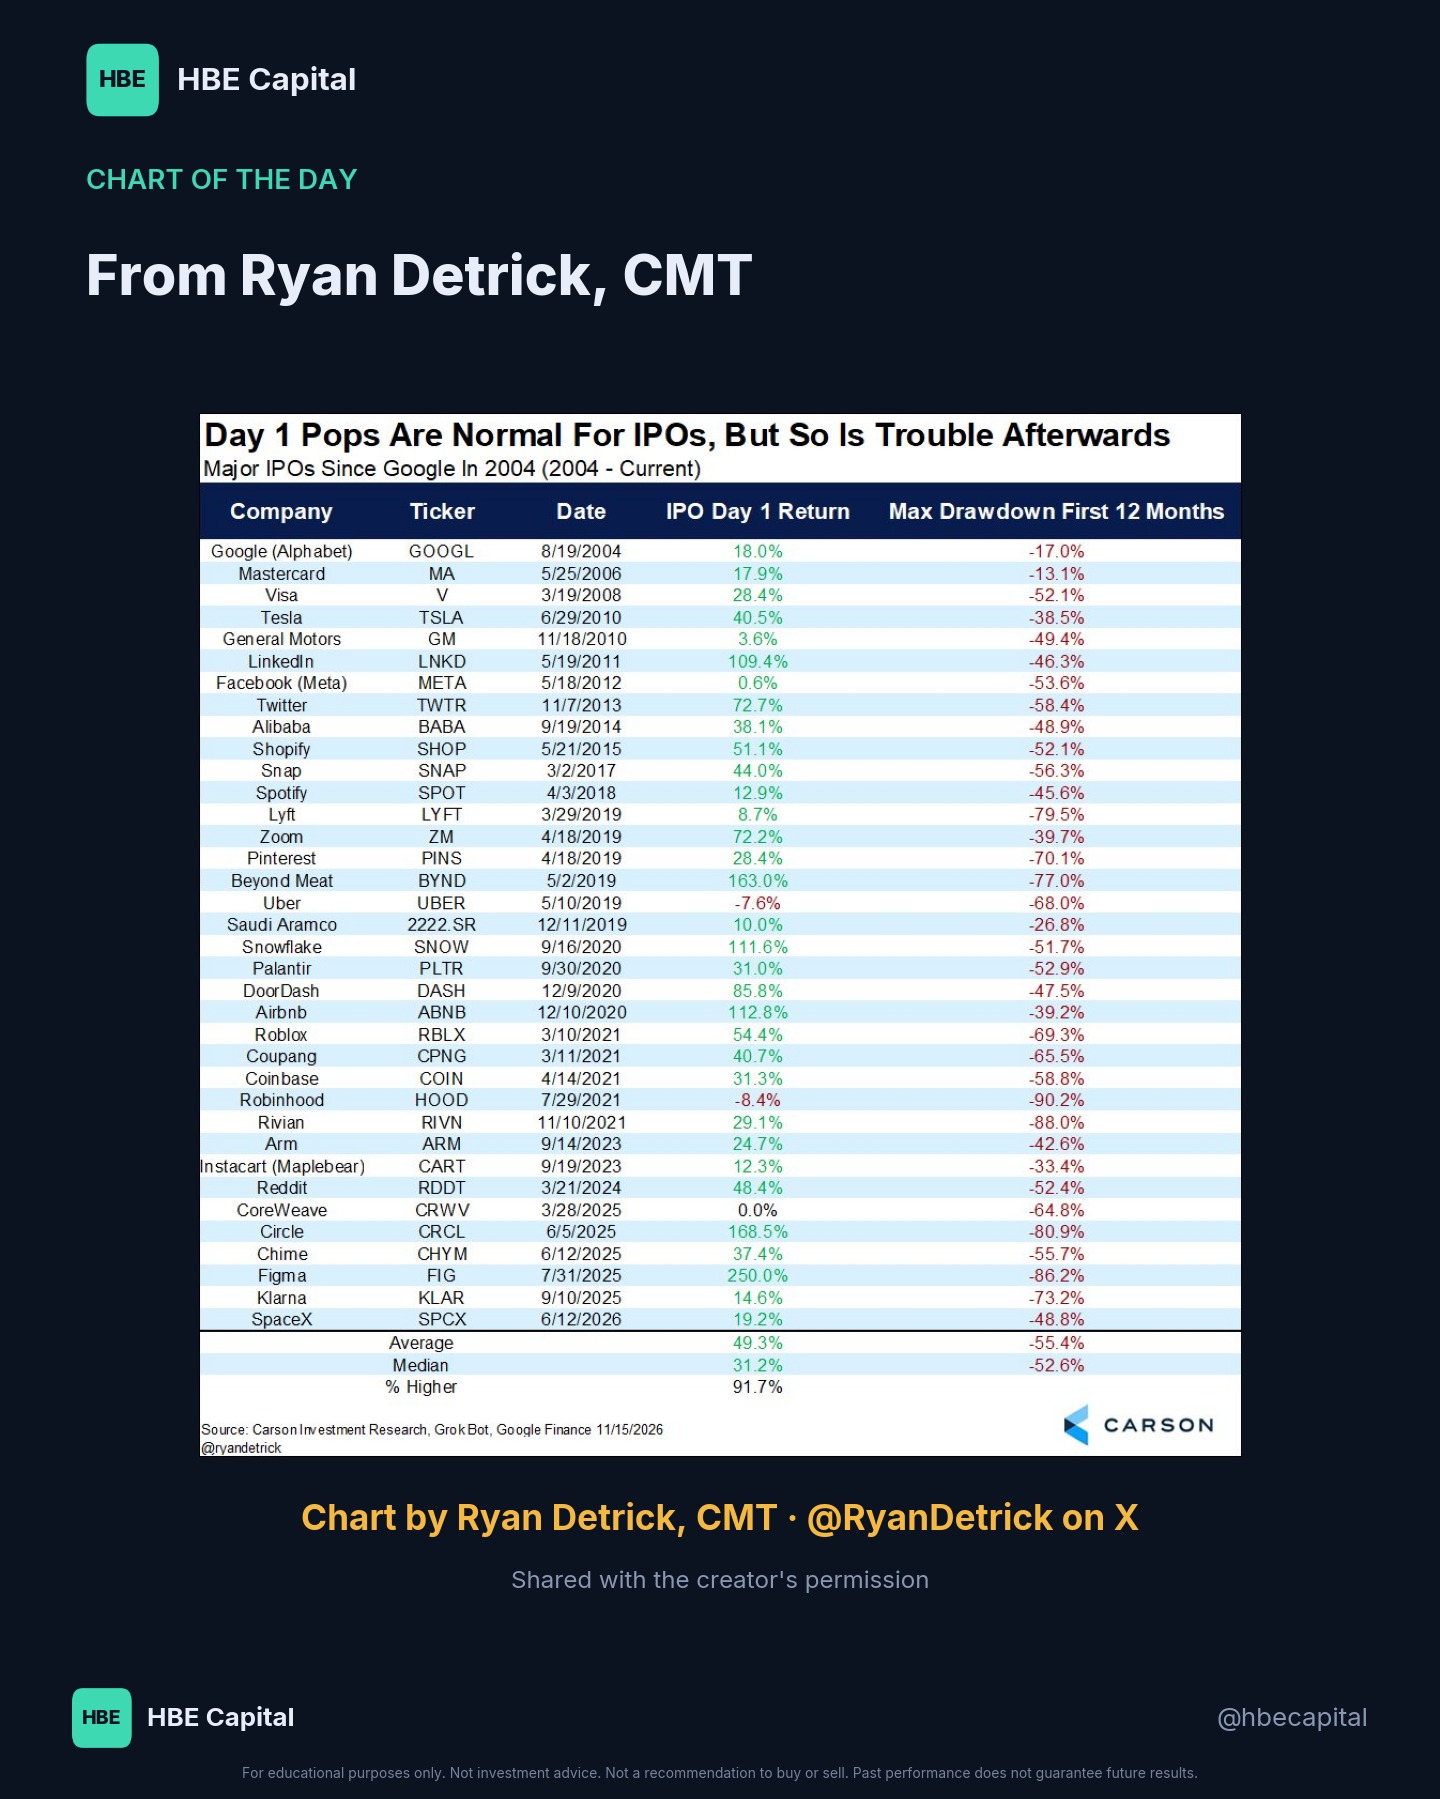 HBE HBE Capital
CHART OF THE DAY
From Ryan Detrick, CMT
Day 1 Pops Are Normal For IPOs, But So Is Trouble Afterwards
Major IPOs Since Google In 2004 (2004 - Current)
Company Ticker Date IPO Day 1 Return Max Drawdown First 12 Months
Google (Alphabet) GOOGL 8/19/2004 18.0% -17.0%
Mastercard MA 5/25/2006 17.9% -13.1%
Visa V 3/19/2008 28.4% -52.1%
Tesla TSLA 6/29/2010 40.5% -38.5%
General Motors GM 11/18/2010 3.6% -49.4%
LinkedIn LNKD 5/19/2011 109.4% -46.3%
Facebook (Meta) META 5/18/2012 0.6% -53.6%
Twitter TWTR 11/7/2013 72.7% -58.4%
Alibaba BABA 9/19/2014 38.1% -48.9%
Shopify SHOP 5/21/2015 51.1% -52.1%
Snap SNAP 3/2/2017 44.0% -56.3%
Spotify SPOT 4/3/2018 12.9% -45.6%
Lyft LYFT 3/29/2019 8.7% -79.5%
Zoom ZM 4/18/2019 72.2% -39.7%
Pinterest PINS 4/18/2019 28.4% -70.1%
Beyond Meat BYND 5/2/2019 163.0% -77.0%
Uber UBER 5/10/2019 -7.6% -68.0%
Saudi Aramco 2222.SR 12/11/2019 10.0% -26.8%
Snowflake SNOW 9/16/2020 111.6% -51.7%
Palantir PLTR 9/30/2020 31.0% -52.9%
DoorDash DASH 12/9/2020 85.8% -47.5%
Airbnb ABNB 12/10/2020 112.8% -39.2%
Roblox RBLX 3/10/2021 54.4% -69.3%
Coupang CPNG 3/11/2021 40.7% -65.5%
Coinbase COIN 4/14/2021 31.3% -58.8%
Robinhood HOOD 7/29/2021 -8.4% -90.2%
Rivian RIVN 11/10/2021 29.1% -88.0%
Arm ARM 9/14/2023 24.7% -42.6%
Instacart (Maplebear) CART 9/19/2023 12.3% -33.4%
Reddit RDDT 3/21/2024 48.4% -52.4%
CoreWeave CRWV 3/28/2025 0.0% -64.8%
Circle CRCL 6/5/2025 168.5% -80.9%
Chime CHYM 6/12/2025 37.4% -55.7%
Figma FIG 7/31/2025 250.0% -86.2%
Klarna KLAR 9/10/2025 14.6% -73.2%
SpaceX SPCX 6/12/2026 19.2% -48.8%
Average 49.3% -55.4%
Median 31.2% -52.6%
% Higher 91.7%
Source: Carson Investment Research, Grok Bot, Google Finance 11/15/2026
@ryandetrick
CARSON
Chart by Ryan Detrick, CMT · @RyanDetrick on X
Shared with the creator's permission
HBE HBE Capital @hbecapital
For educational purposes only. Not investment advice. Not a recommendation to buy or sell. Past performance does not guarantee future results.